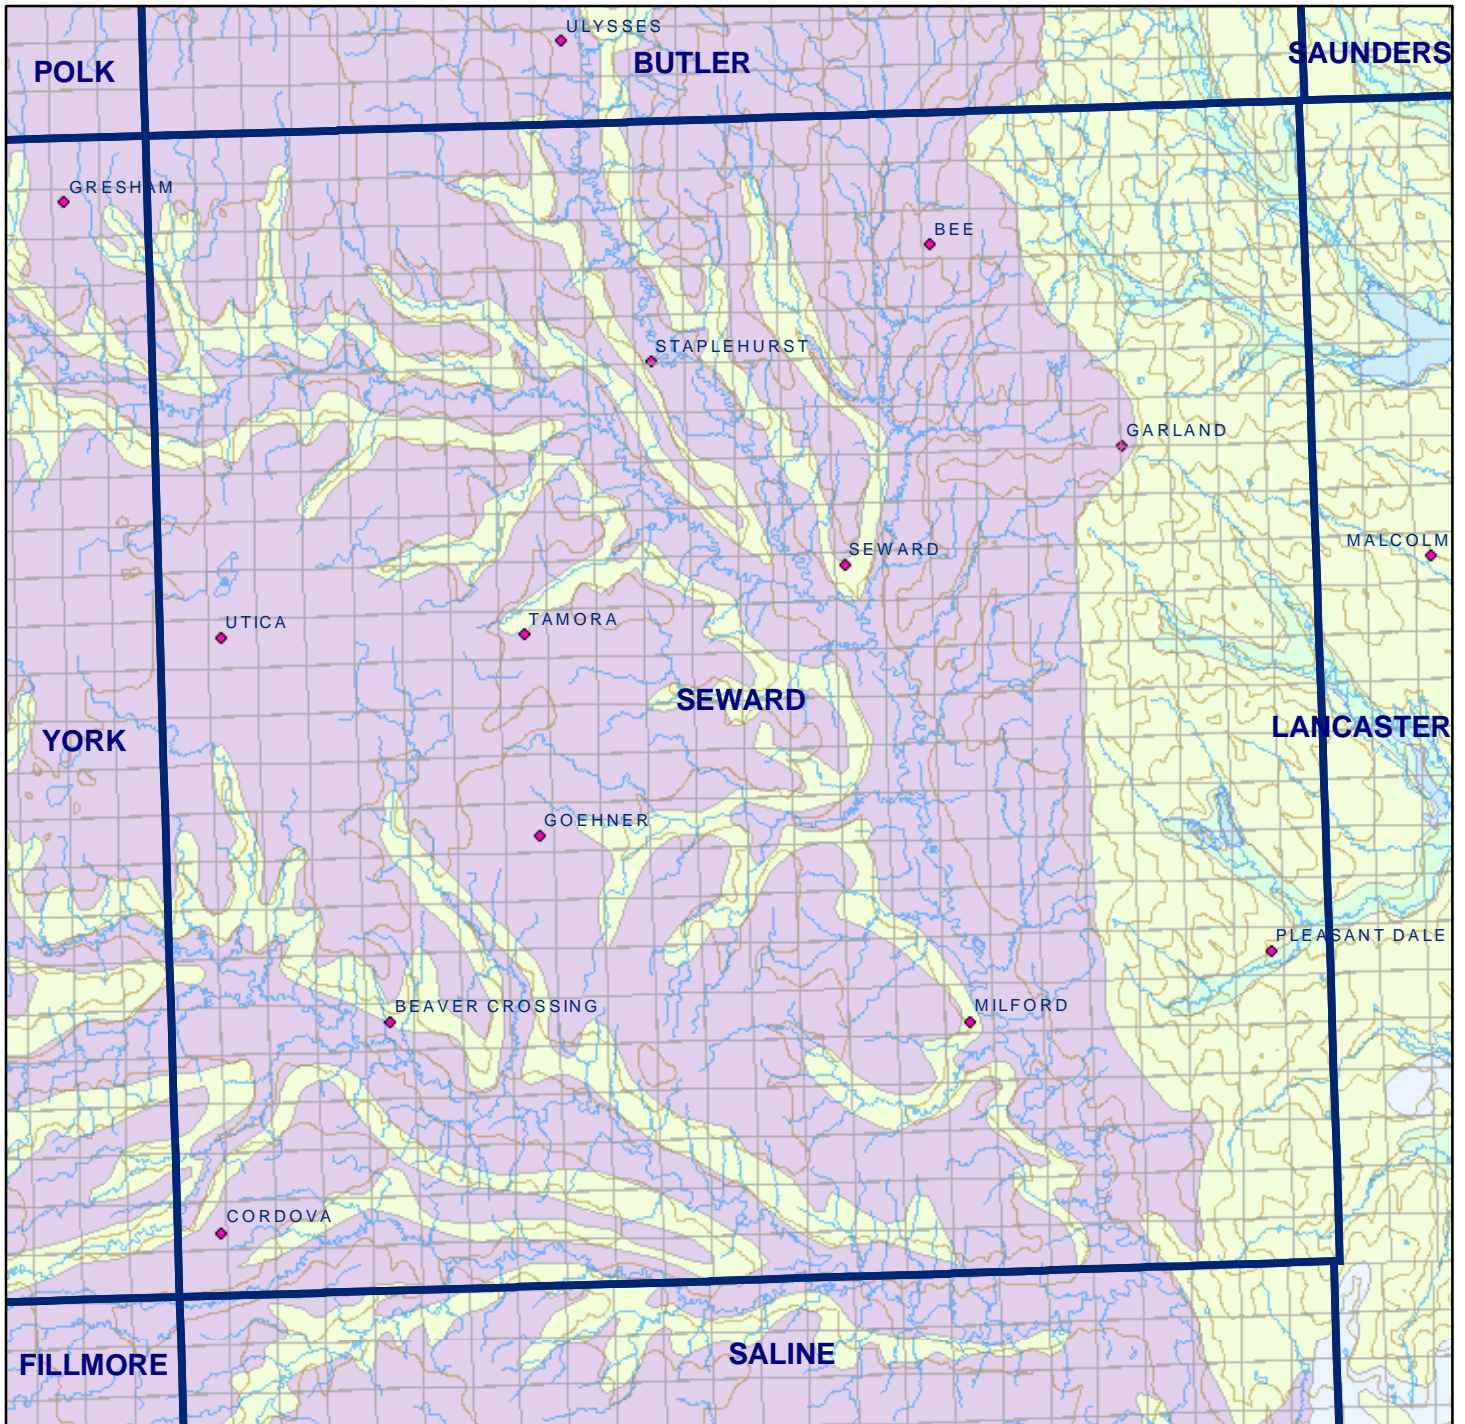 ULYSSES
SAUNDERS
BUTLER
POLK
GRESHAM
BEE
STAPLEHURST
GARLAND
MALCOLM
SEWARD
TAMORA
UTICA
SEWARD
LANCASTER
YORK
GOEHNER
PLEASANT DALE
BEAVER CROSSING
MILFORD
CORDOVA
SALINE
FILLMORE